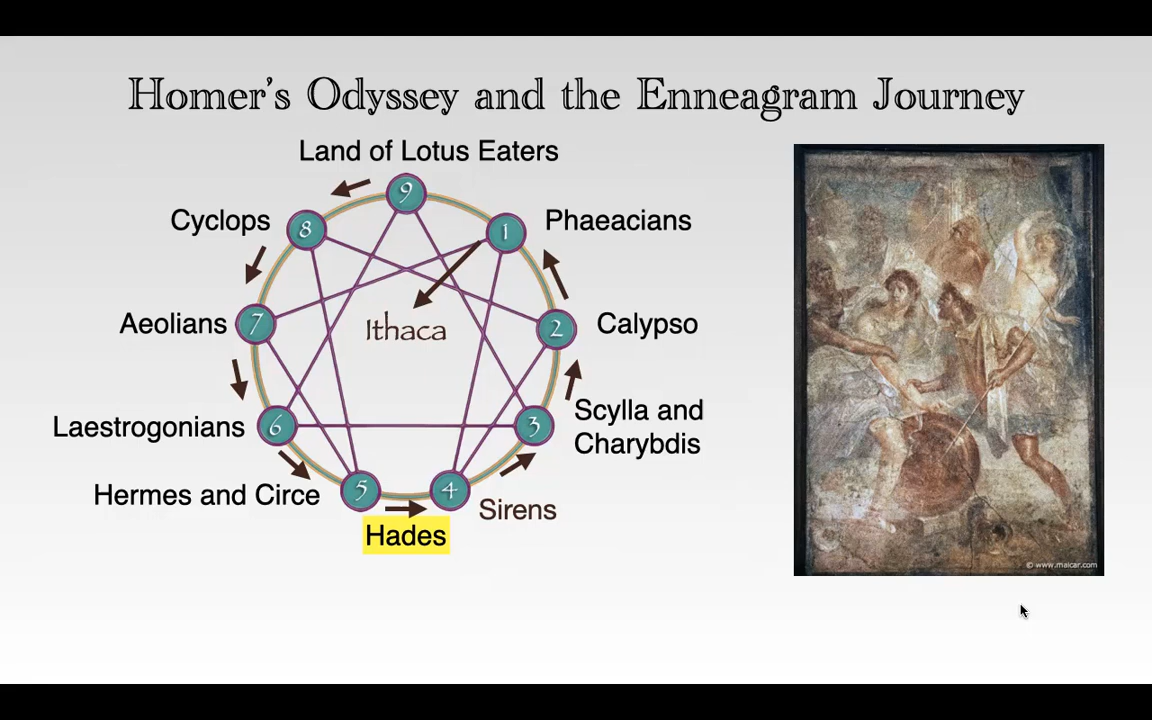 Homer's Odyssey and the Enneagram Journey
Land of Lotus Eaters
9
Cyclops
8
1
Phaeacians
Aeolians
7
Ithaca
2
Calypso
Laestrogonians
6
3
Scylla and
Charybdis
Hermes and Circe
5
4
Sirens
Hades
© www.maicar.com